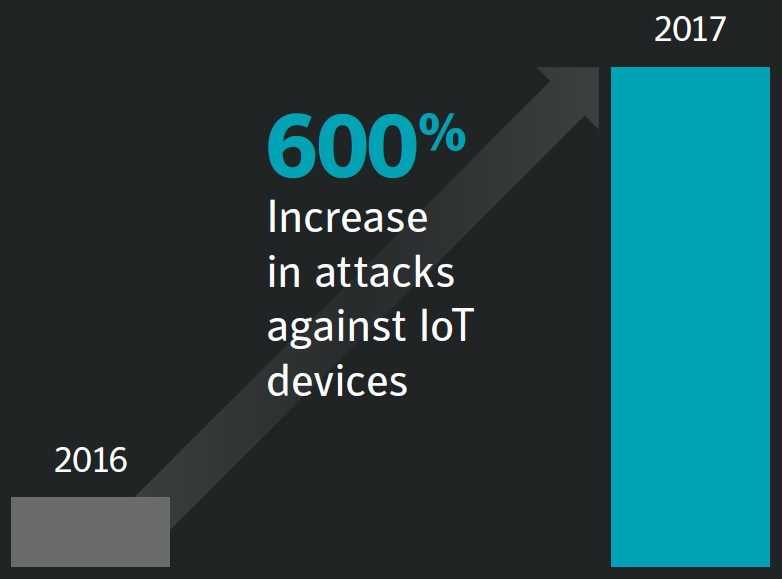 2017
600%
Increase
in attacks
against IoT
devices
2016